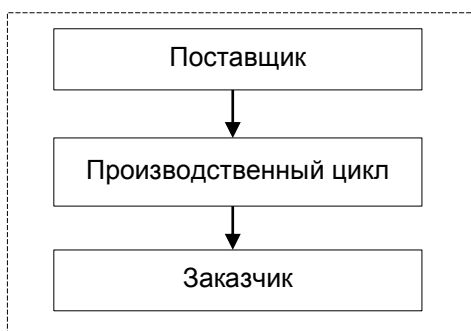 Поставщик
Производственный цикл
Заказчик